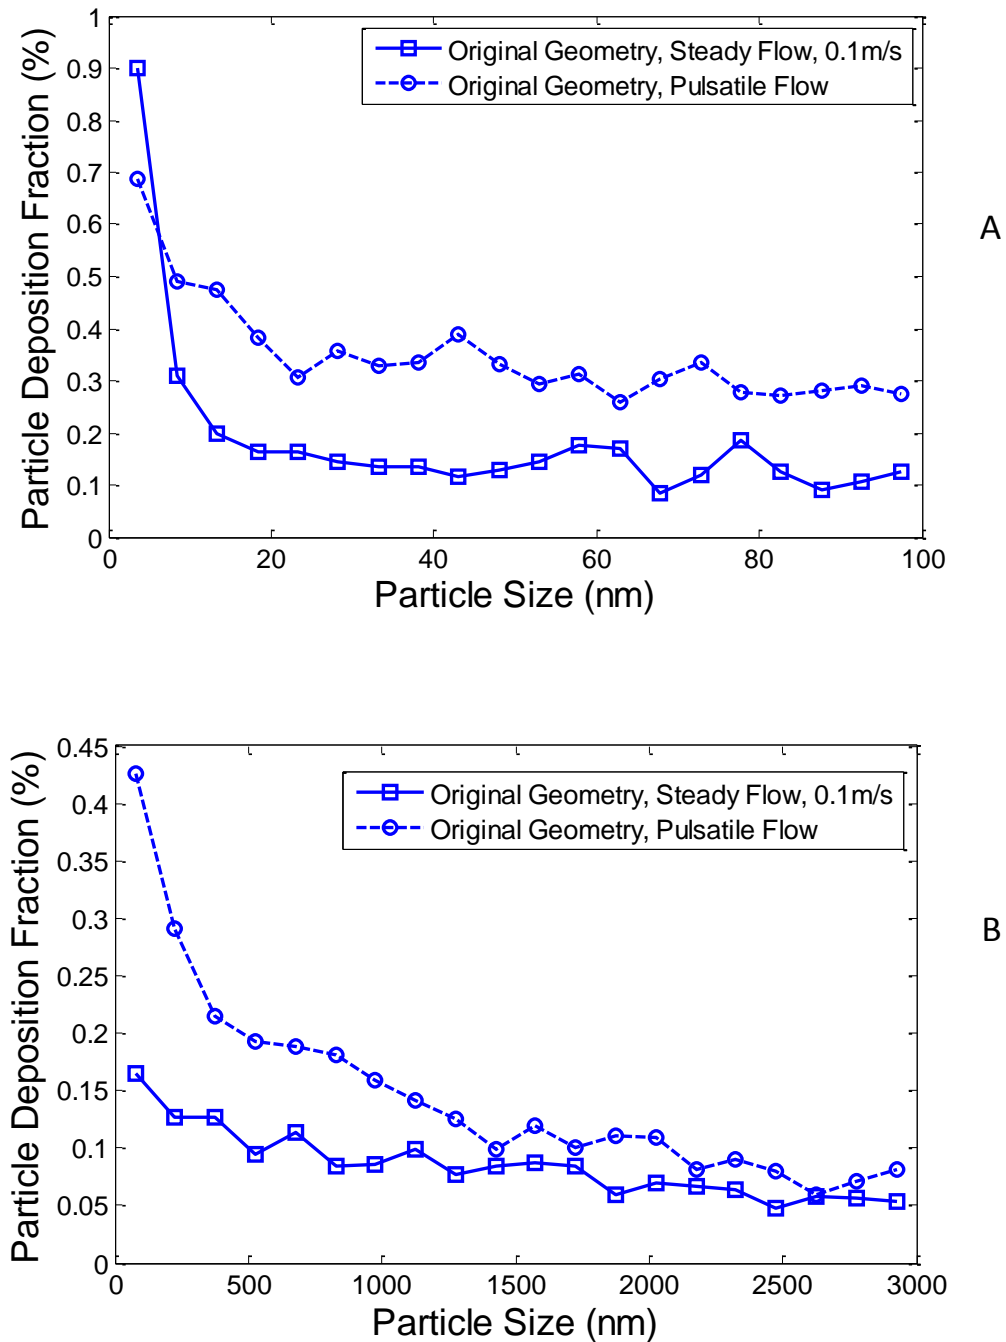 1
0.9
0.8
0.7
0.6
0.5
0.4
0.3
0.2
0.1
0
Particle Deposition Fraction (%)
Original Geometry, Steady Flow, 0.1m/s
Original Geometry, Pulsatile Flow
A
0 20 40 60 80 100
Particle Size (nm)
0.45
0.4
0.35
0.3
0.25
0.2
0.15
0.1
0.05
0
Particle Deposition Fraction (%)
Original Geometry, Steady Flow, 0.1m/s
Original Geometry, Pulsatile Flow
B
0 500 1000 1500 2000 2500 3000
Particle Size (nm)